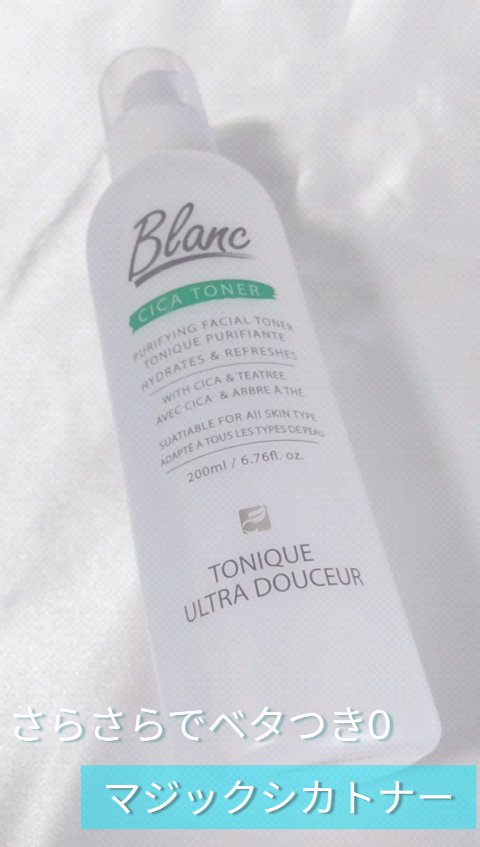 Blanc
CICA TONER
PURIFYING FACIAL TONER
TONIQUE PURIFIANTE
HYDRATES & REFRESHES
WITH CICA & TEATREE
AVEC CICA & ARBRE À THE
SUATIABLE FOR All SKIN TYPE
ADAPTÉ À TOUS LES TYPES DE PEAU
200ml / 6.76fl. oz.
TONIQUE
ULTRA DOUCEUR
さらさらでベタつき0
マジックシカトナー